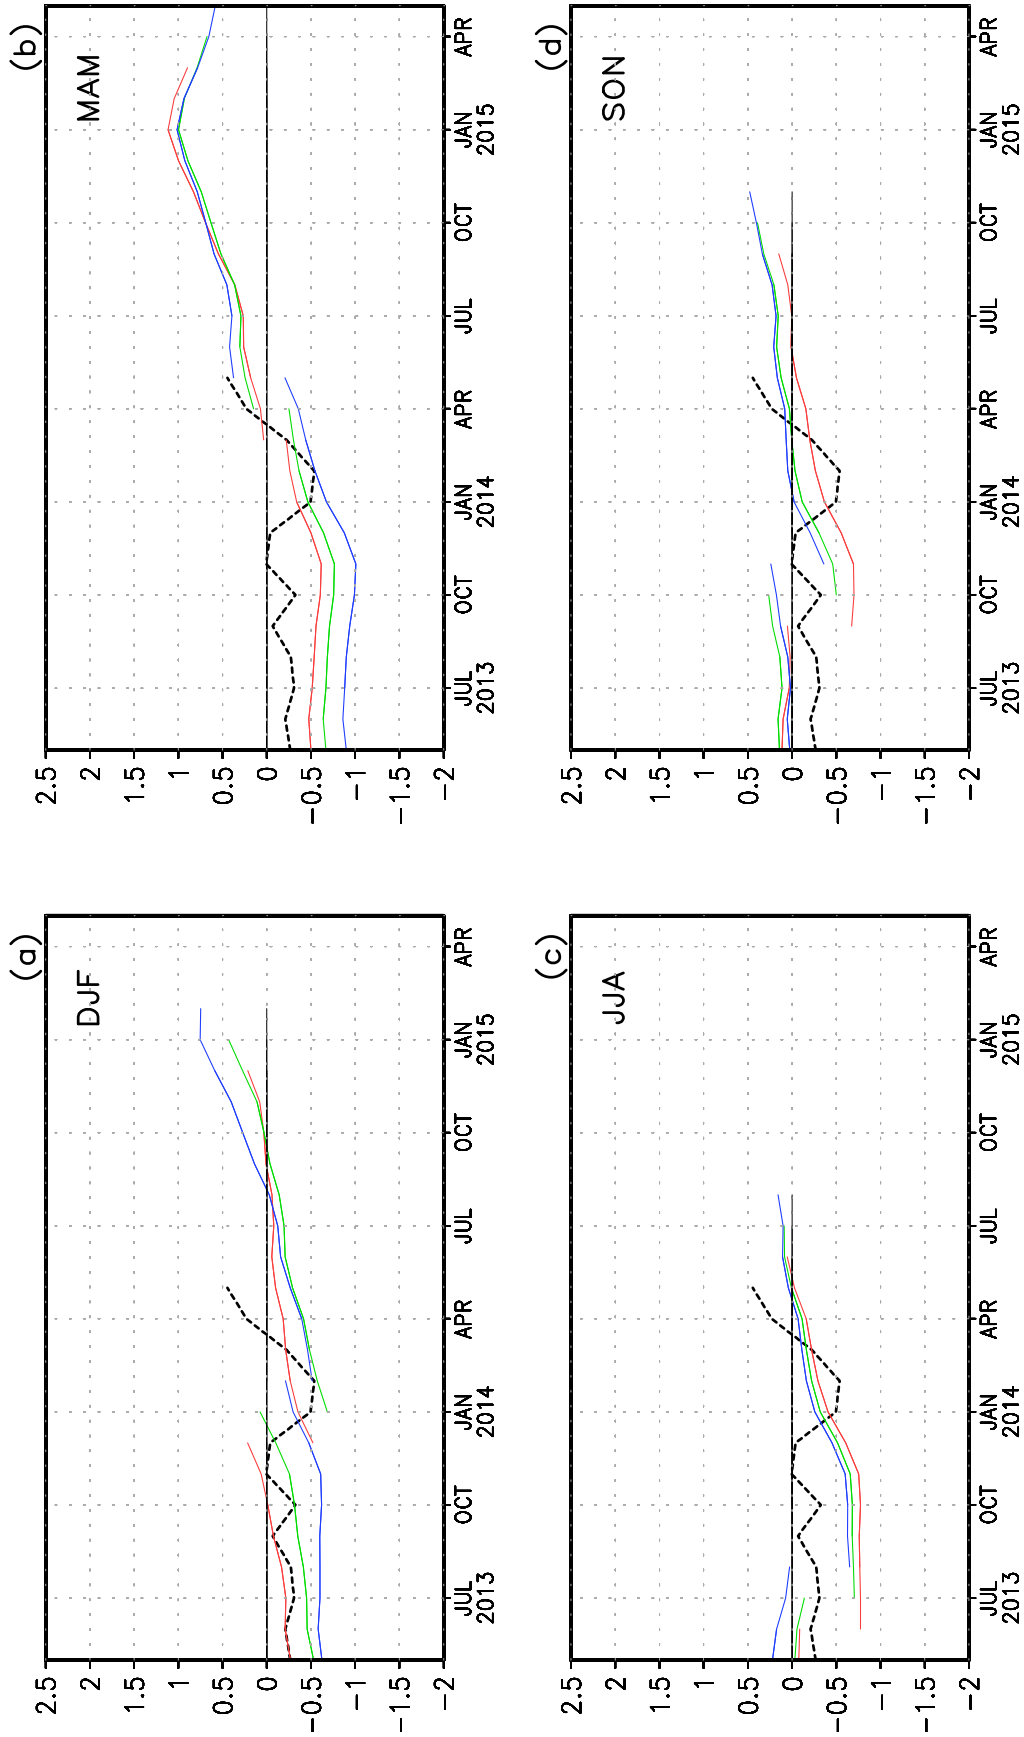 (a)
DJF
2.5
2
1.5
1
0.5
0
−0.5
−1
−1.5
−2
JUL
2013
OCT
JAN
2014
APR
JUL
OCT
JAN
2015
APR
(b)
MAM
2.5
2
1.5
1
0.5
0
−0.5
−1
−1.5
−2
JUL
2013
OCT
JAN
2014
APR
JUL
OCT
JAN
2015
APR
(c)
JJA
2.5
2
1.5
1
0.5
0
−0.5
−1
−1.5
−2
JUL
2013
OCT
JAN
2014
APR
JUL
OCT
JAN
2015
APR
(d)
SON
2.5
2
1.5
1
0.5
0
−0.5
−1
−1.5
−2
JUL
2013
OCT
JAN
2014
APR
JUL
OCT
JAN
2015
APR